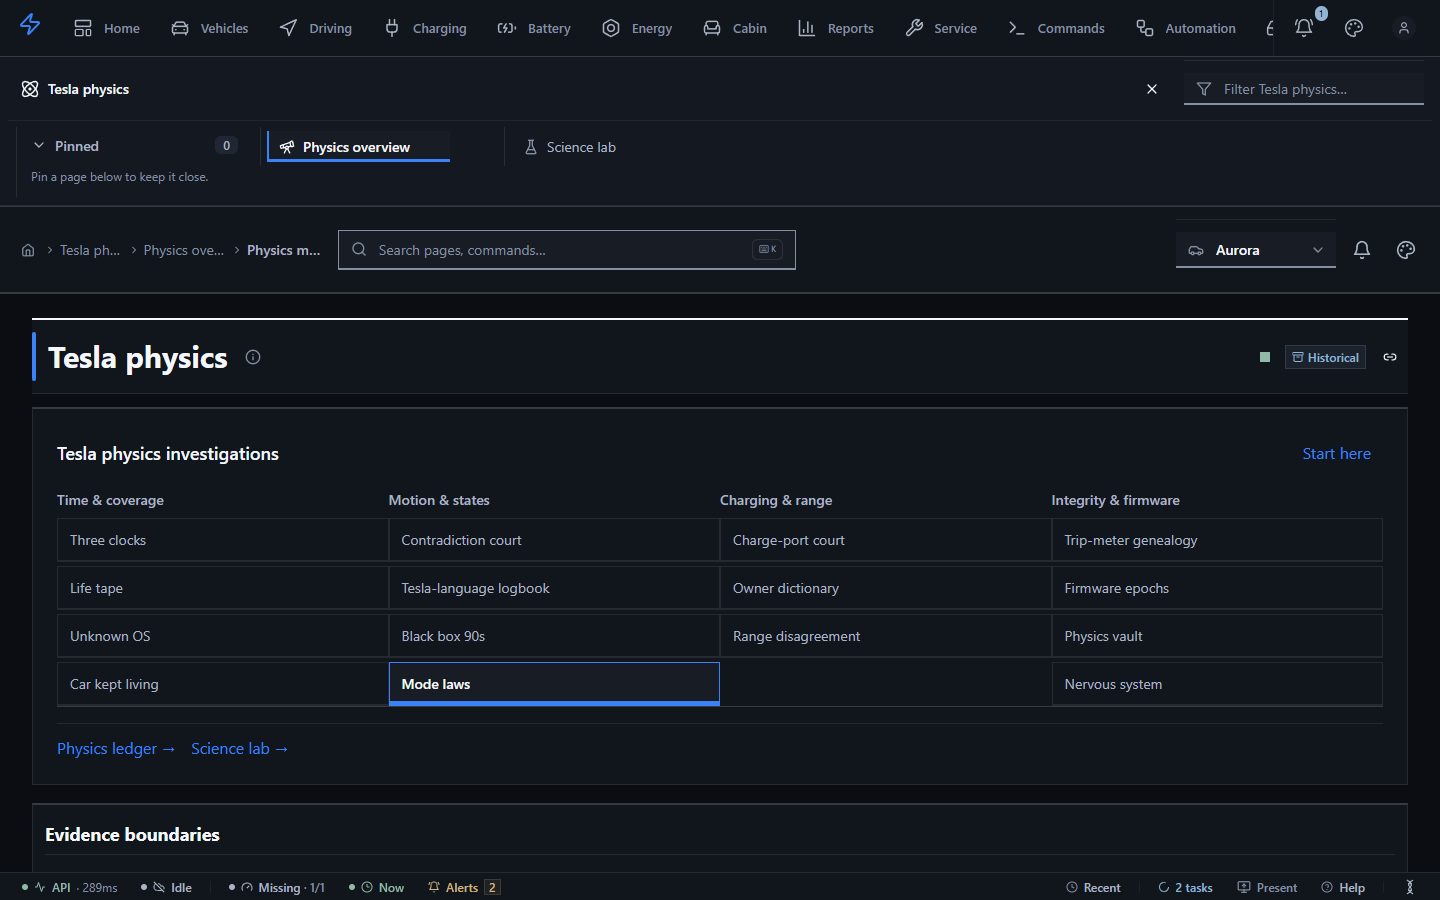 Home Vehicles Driving Charging Battery Energy Cabin Reports Service Commands Automation 1
Tesla physics Filter Tesla physics...
Pinned 0 Physics overview Science lab
Pin a page below to keep it close.
Tesla ph... Physics ove... Physics m... Search pages, commands... K Aurora
Tesla physics Historical
Tesla physics investigations Start here
Time & coverage Motion & states Charging & range Integrity & firmware
Three clocks Contradiction court Charge-port court Trip-meter genealogy
Life tape Tesla-language logbook Owner dictionary Firmware epochs
Unknown OS Black box 90s Range disagreement Physics vault
Car kept living Mode laws Nervous system
Physics ledger → Science lab →
Evidence boundaries
API · 289ms Idle Missing · 1/1 Now Alerts 2 Recent 2 tasks Present Help